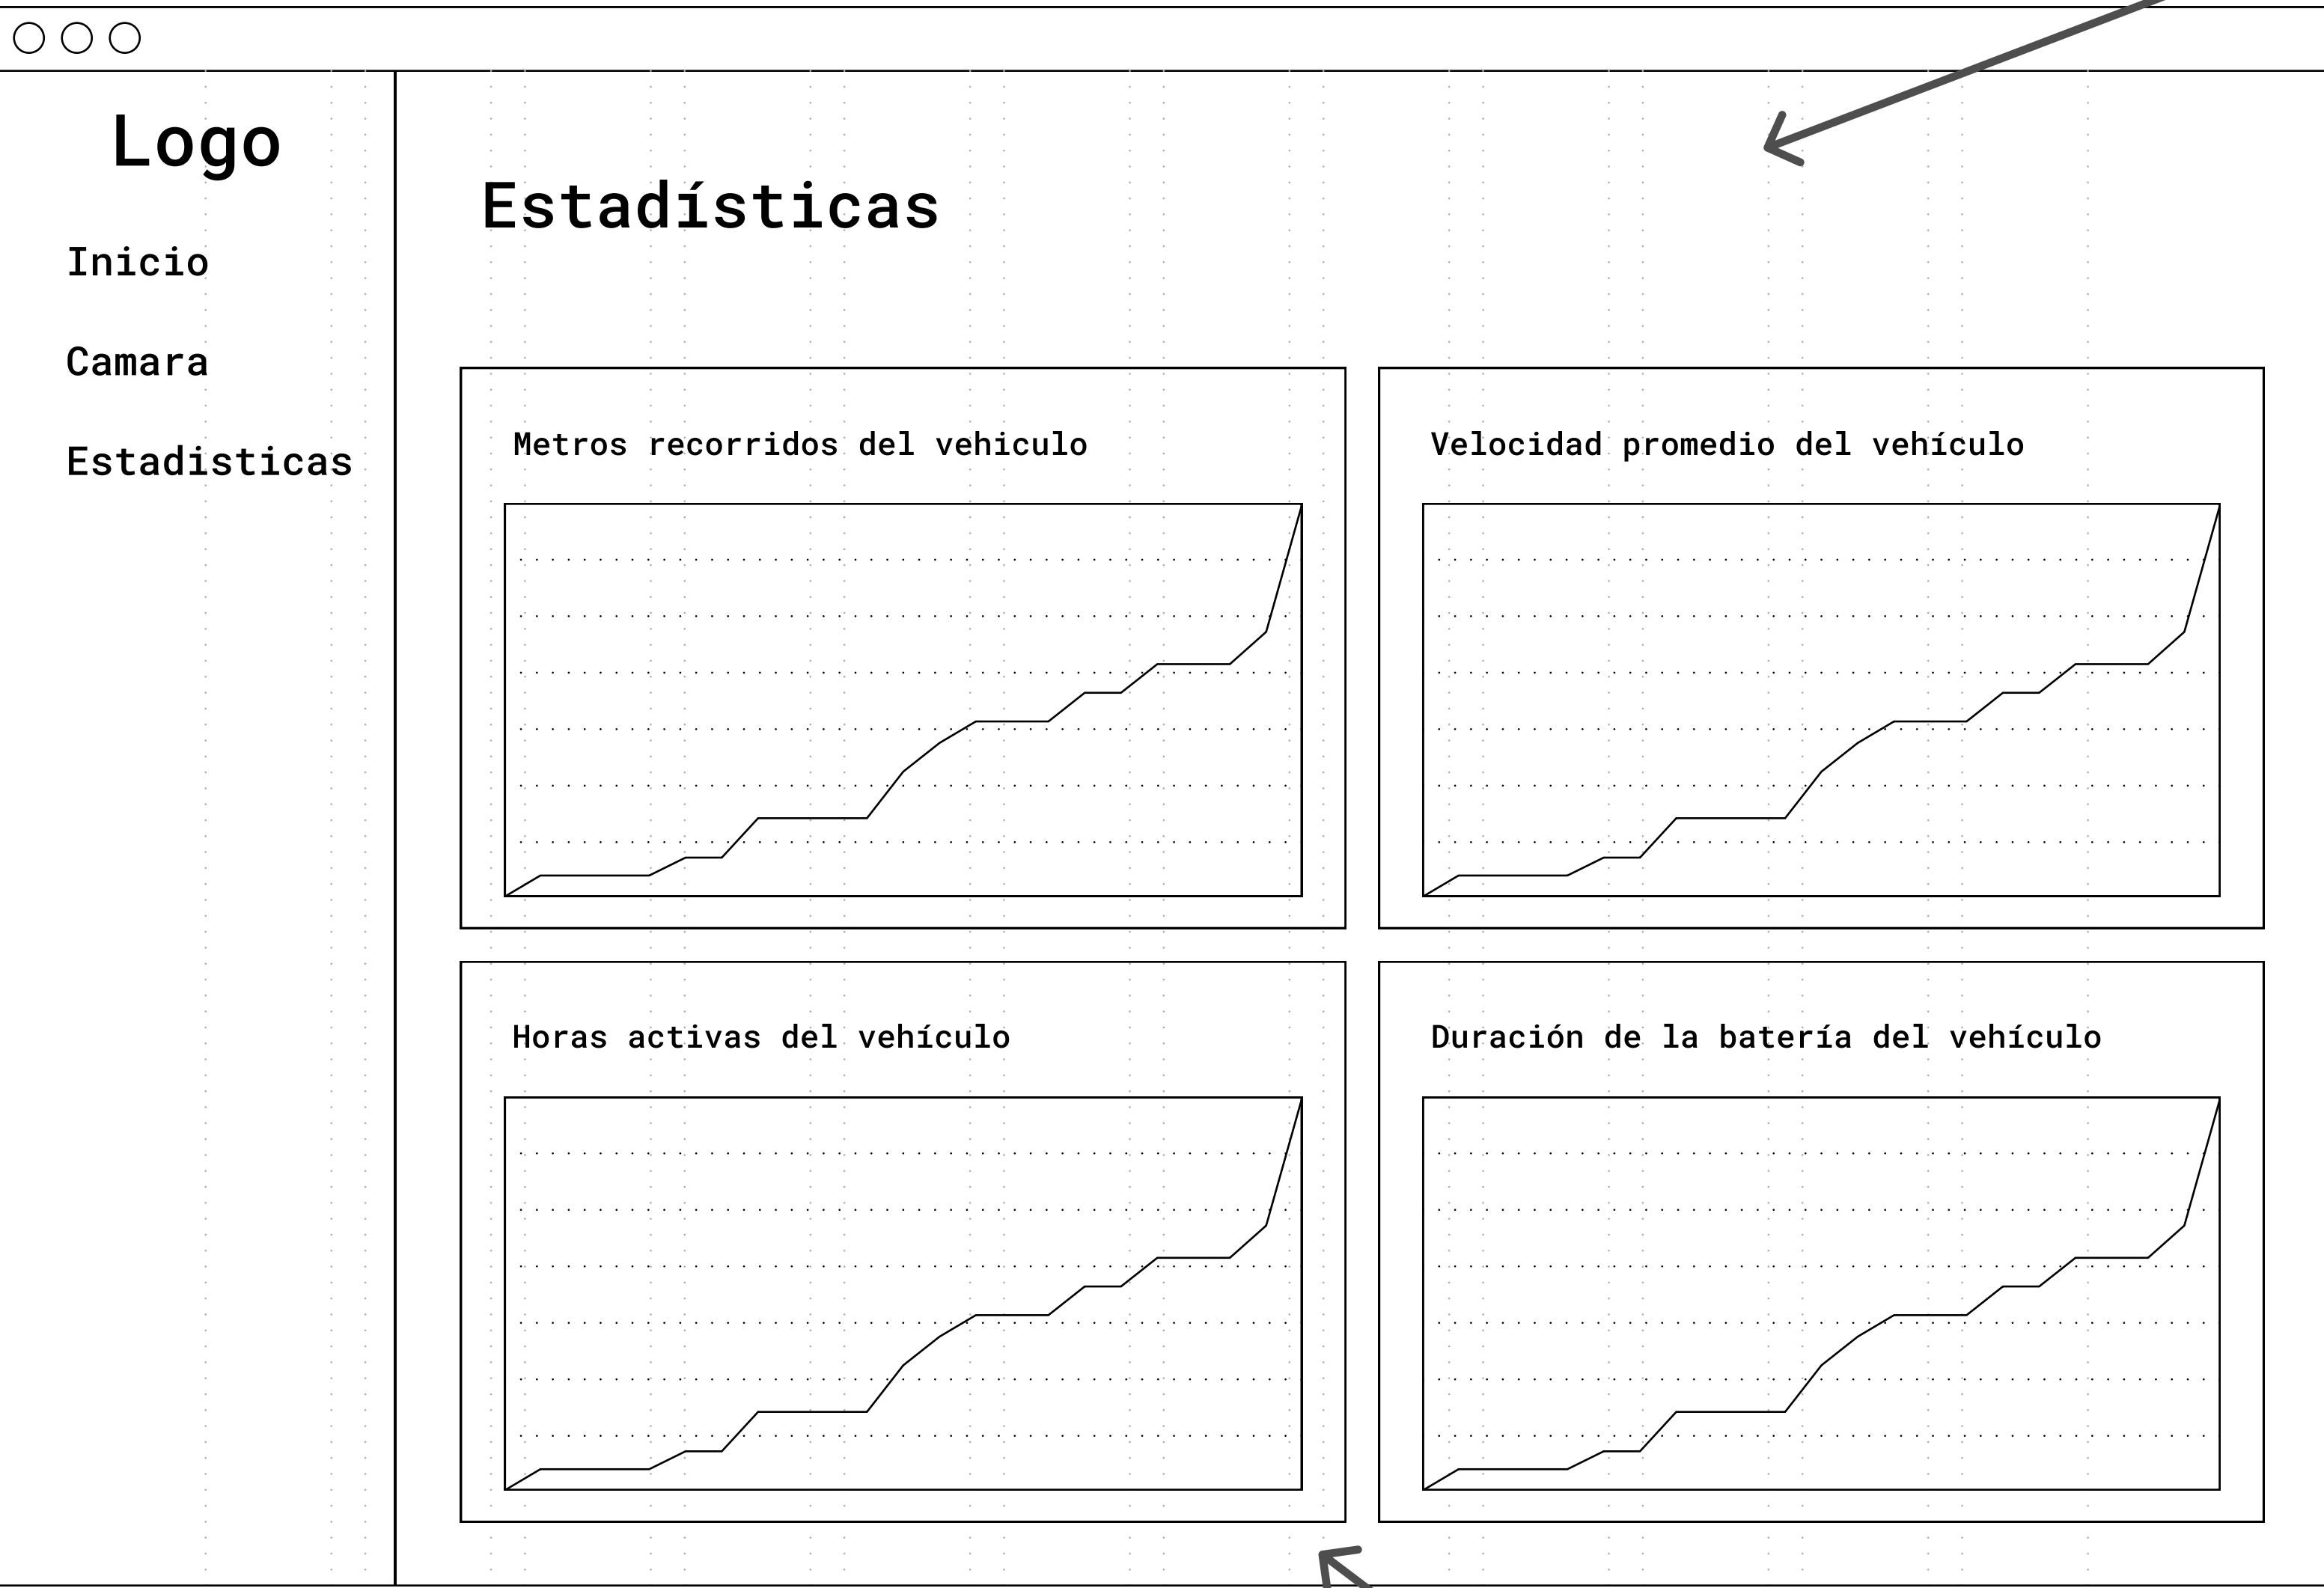 Logo
Inicio
Camara
Estadisticas
Estadísticas
Metros recorridos del vehiculo
Velocidad promedio del vehículo
Horas activas del vehículo
Duración de la batería del vehículo